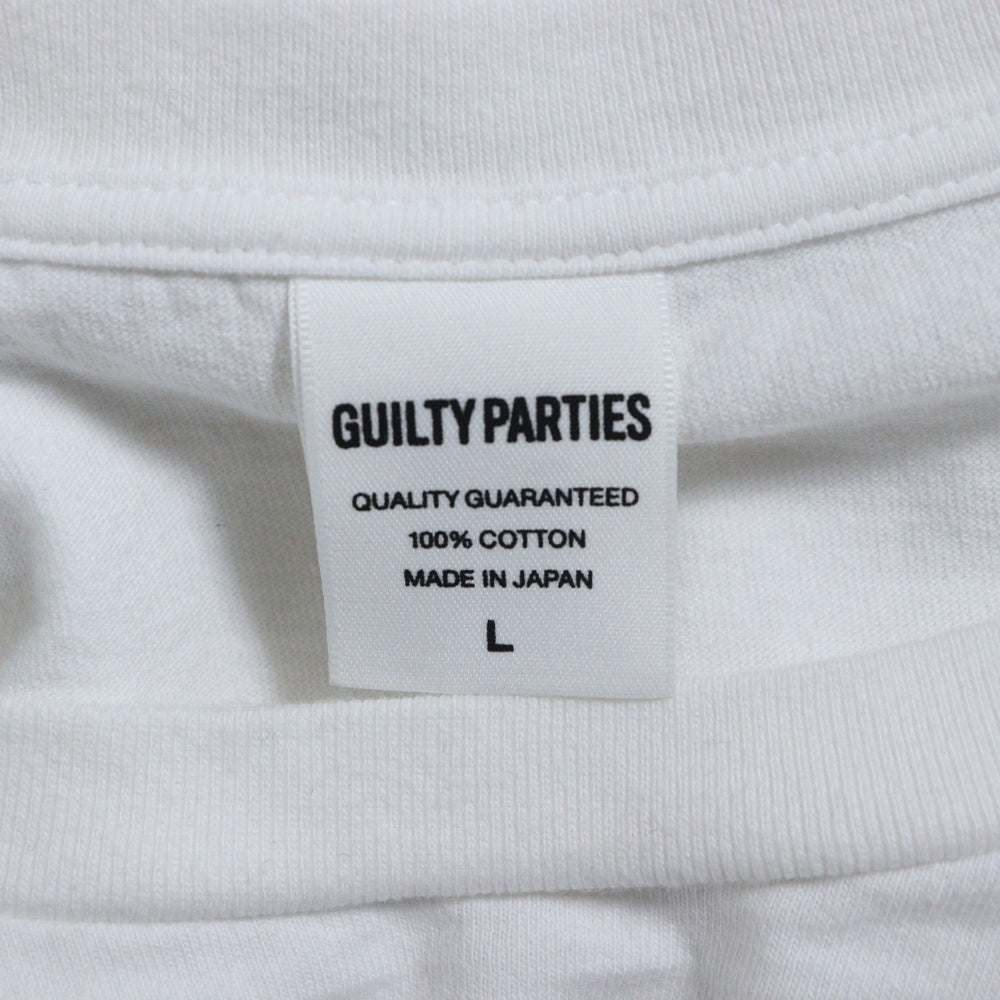 GUILTY PARTIES
QUALITY GUARANTEED
100% COTTON
MADE IN JAPAN
L